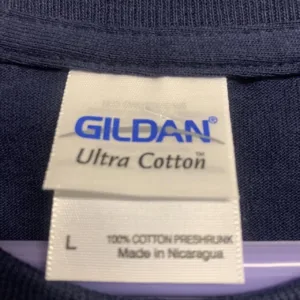 GILDAN®
Ultra Cotton™
L
100% COTTON PRESHRUNK
Made in Nicaragua